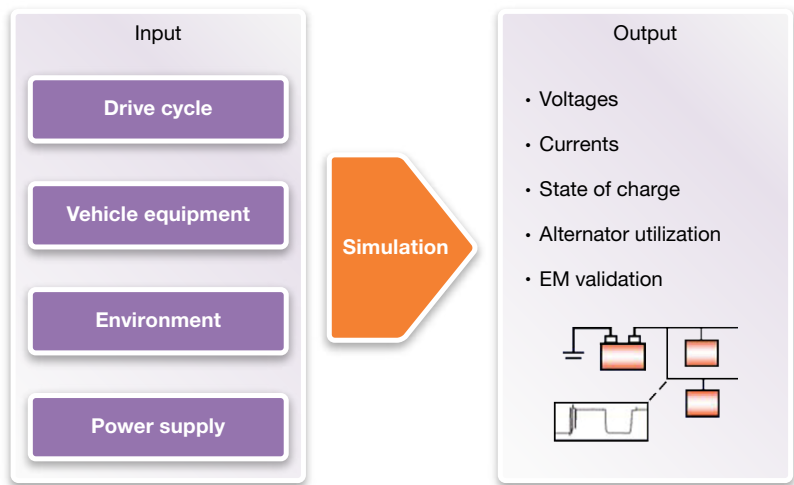 Input
Drive cycle
Vehicle equipment
Environment
Power supply
Simulation
Output
• Voltages
• Currents
• State of charge
• Alternator utilization
• EM validation